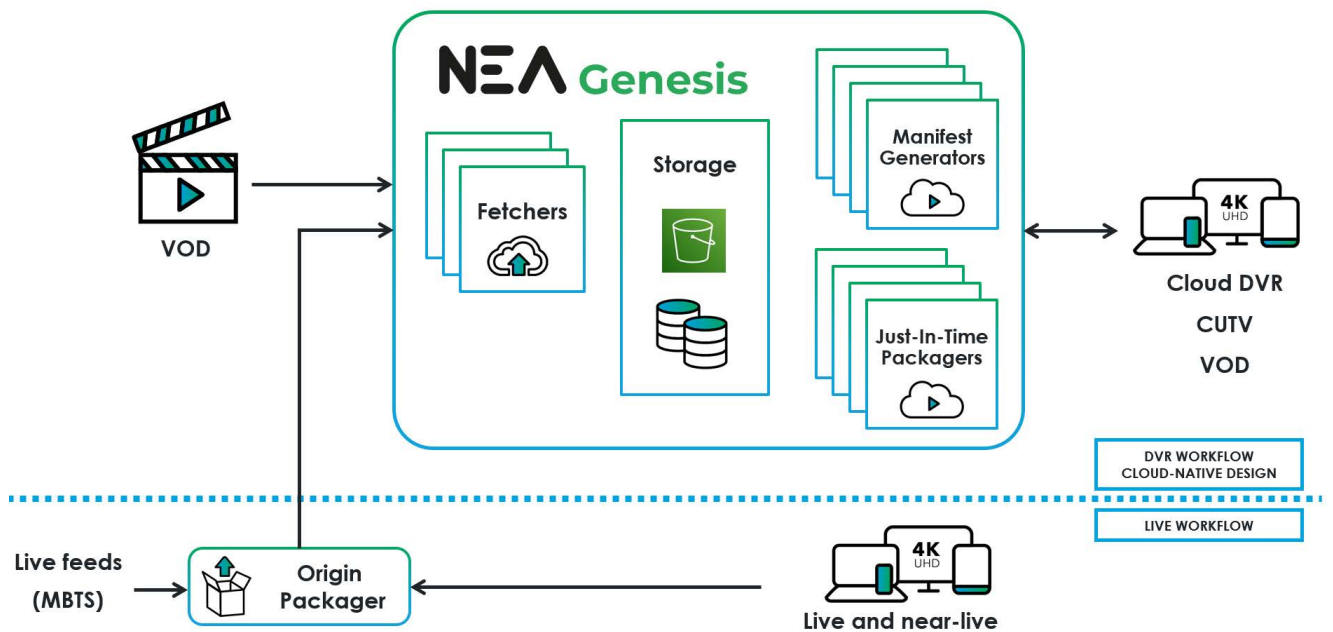 NEA Genesis
VOD
Fetchers
Storage
Manifest
Generators
Just-In-Time
Packagers
4K
UHD
Cloud DVR
CUTV
VOD
DVR WORKFLOW
CLOUD-NATIVE DESIGN
LIVE WORKFLOW
Live feeds
(MBTS)
Origin
Packager
4K
UHD
Live and near-live